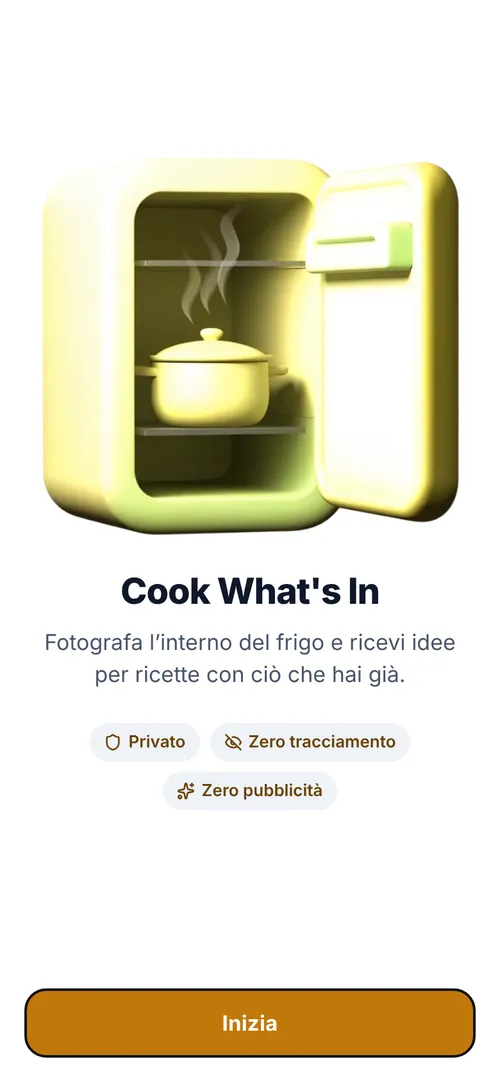 Cook What's In
Fotografa l’interno del frigo e ricevi idee
per ricette con ciò che hai già.
Privato
Zero tracciamento
Zero pubblicità
Inizia